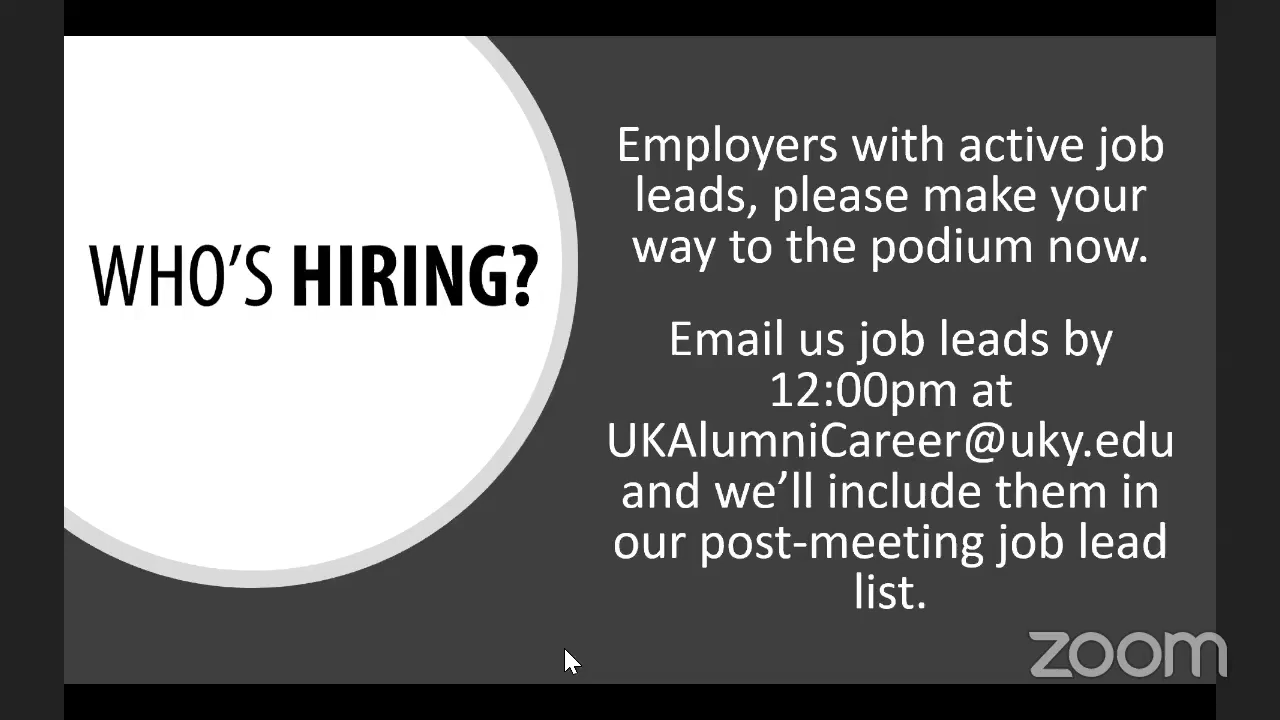 WHO'S HIRING?
Employers with active job
leads, please make your
way to the podium now.
Email us job leads by
12:00pm at
UKAlumniCareer@uky.edu
and we'll include them in
our post-meeting job lead
list.
zoom